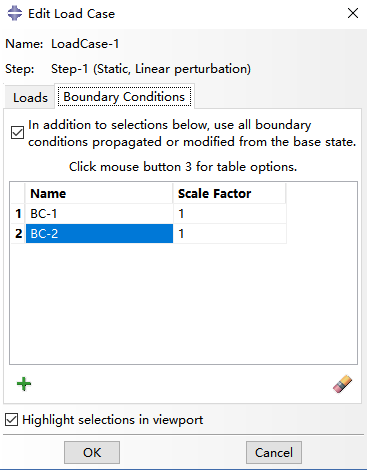 Edit Load Case
Name: LoadCase-1
Step: Step-1 (Static, Linear perturbation)
Loads Boundary Conditions
In addition to selections below, use all boundary
conditions propagated or modified from the base state.
Click mouse button 3 for table options.
Name Scale Factor
1 BC-1 1
2 BC-2 1
Highlight selections in viewport
OK Cancel